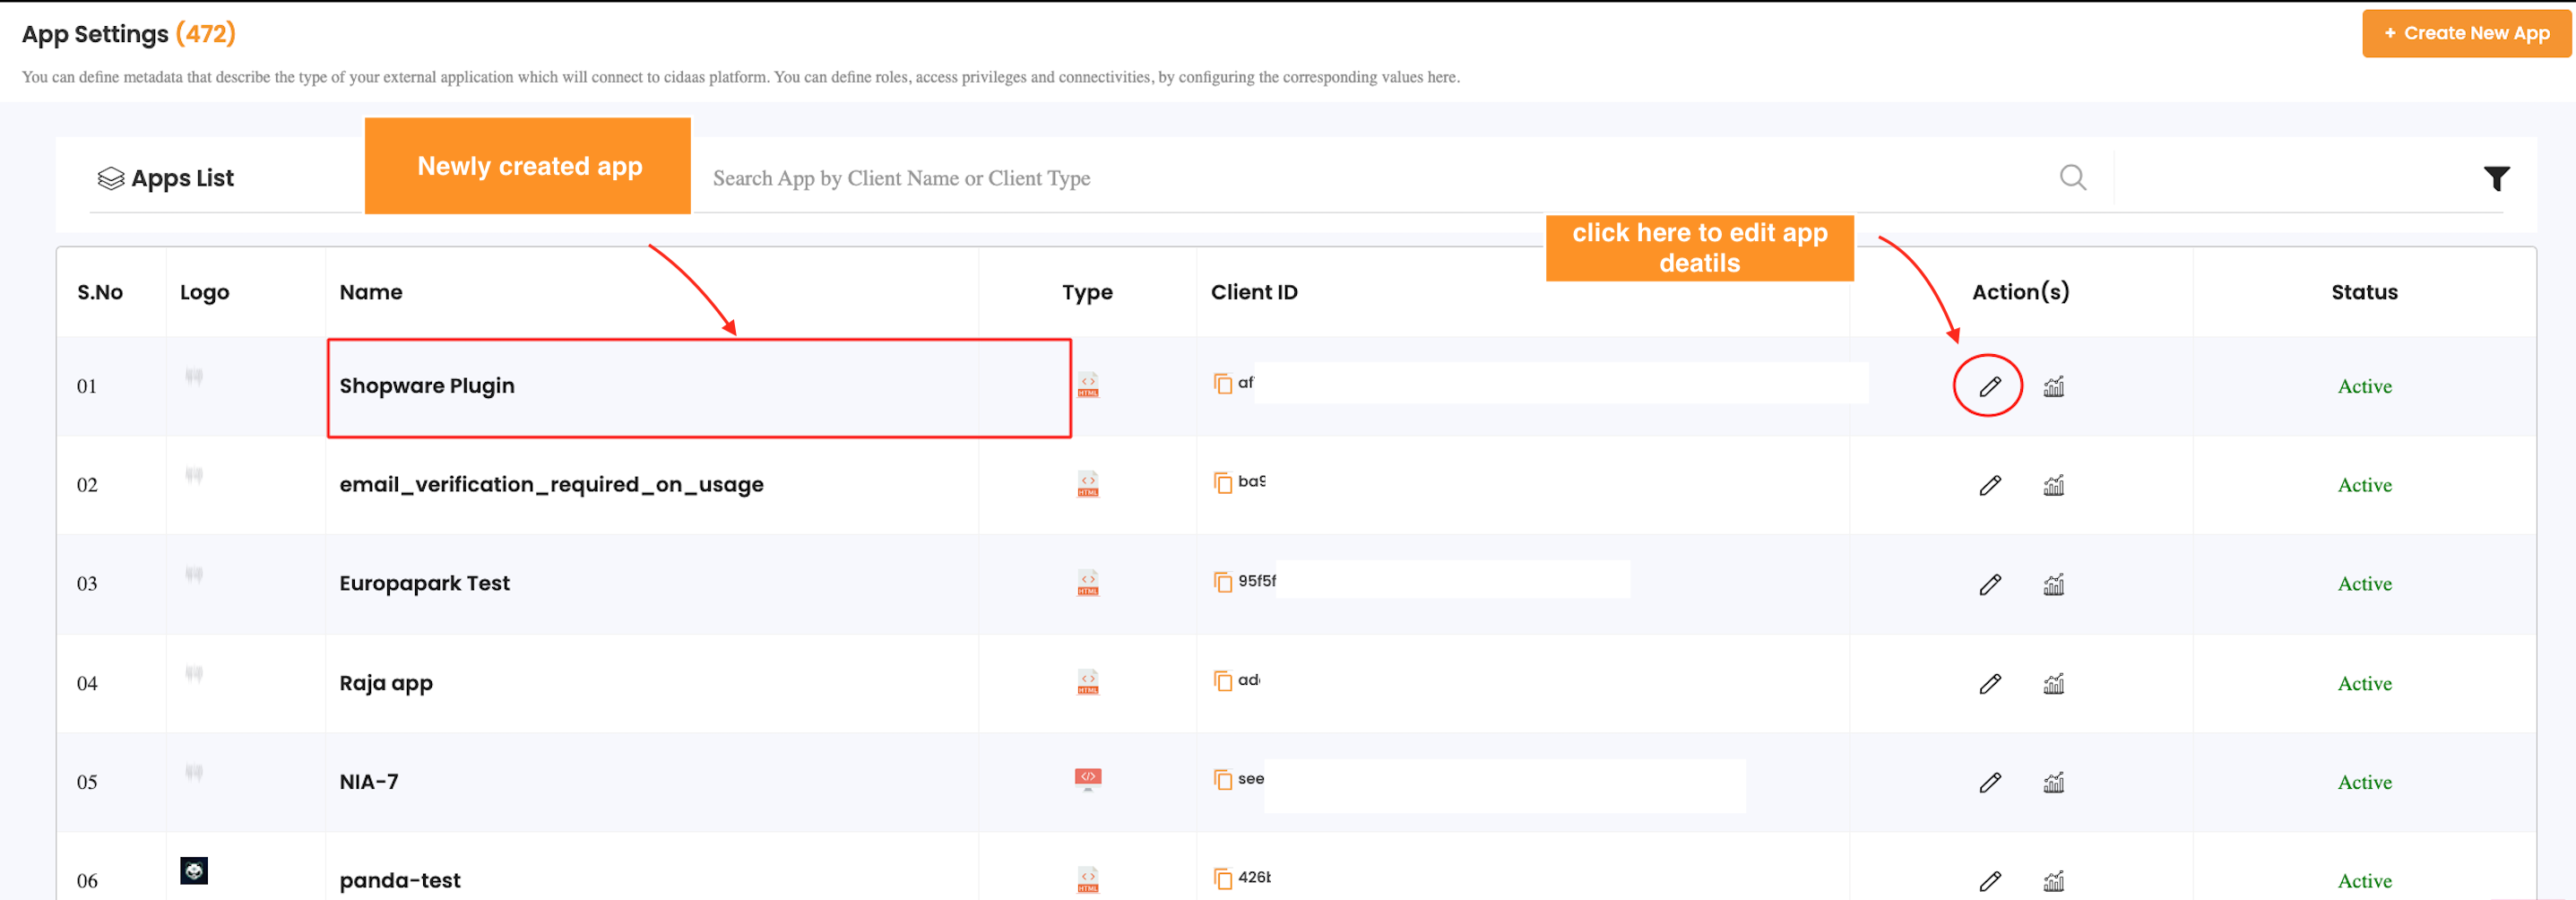 App Settings (472)
+ Create New App
You can define metadata that describe the type of your external application which will connect to cidaas platform. You can define roles, access privileges and connectivities, by configuring the corresponding values here.
Apps List
Newly created app
Search App by Client Name or Client Type
click here to edit app
deatils
S.No Logo Name Type Client ID Action(s) Status
01 Shopware Plugin HTML af Active
02 email_verification_required_on_usage HTML ba9 Active
03 Europapark Test HTML 95f5f Active
04 Raja app HTML ad Active
05 NIA-7 see Active
06 panda-test HTML 426b Active